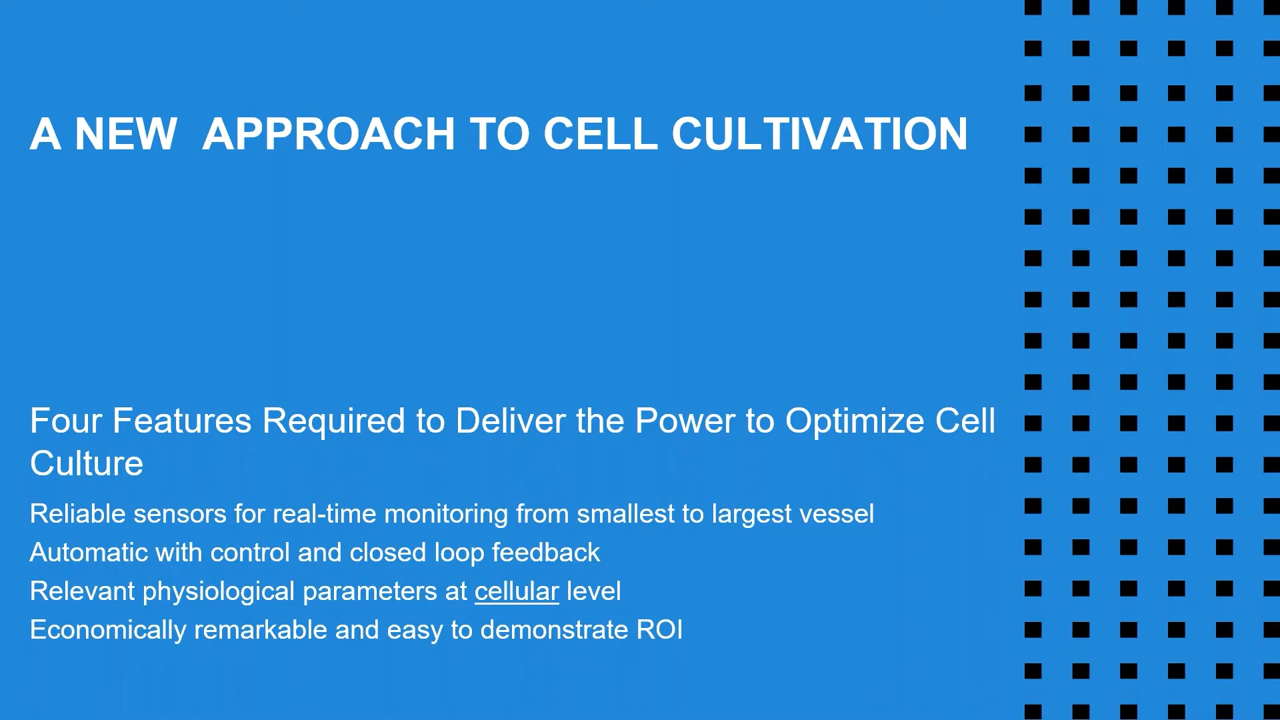 A NEW  APPROACH TO CELL CULTIVATION
Four Features Required to Deliver the Power to Optimize Cell
Culture
Reliable sensors for real-time monitoring from smallest to largest vessel
Automatic with control and closed loop feedback
Relevant physiological parameters at cellular level
Economically remarkable and easy to demonstrate ROI